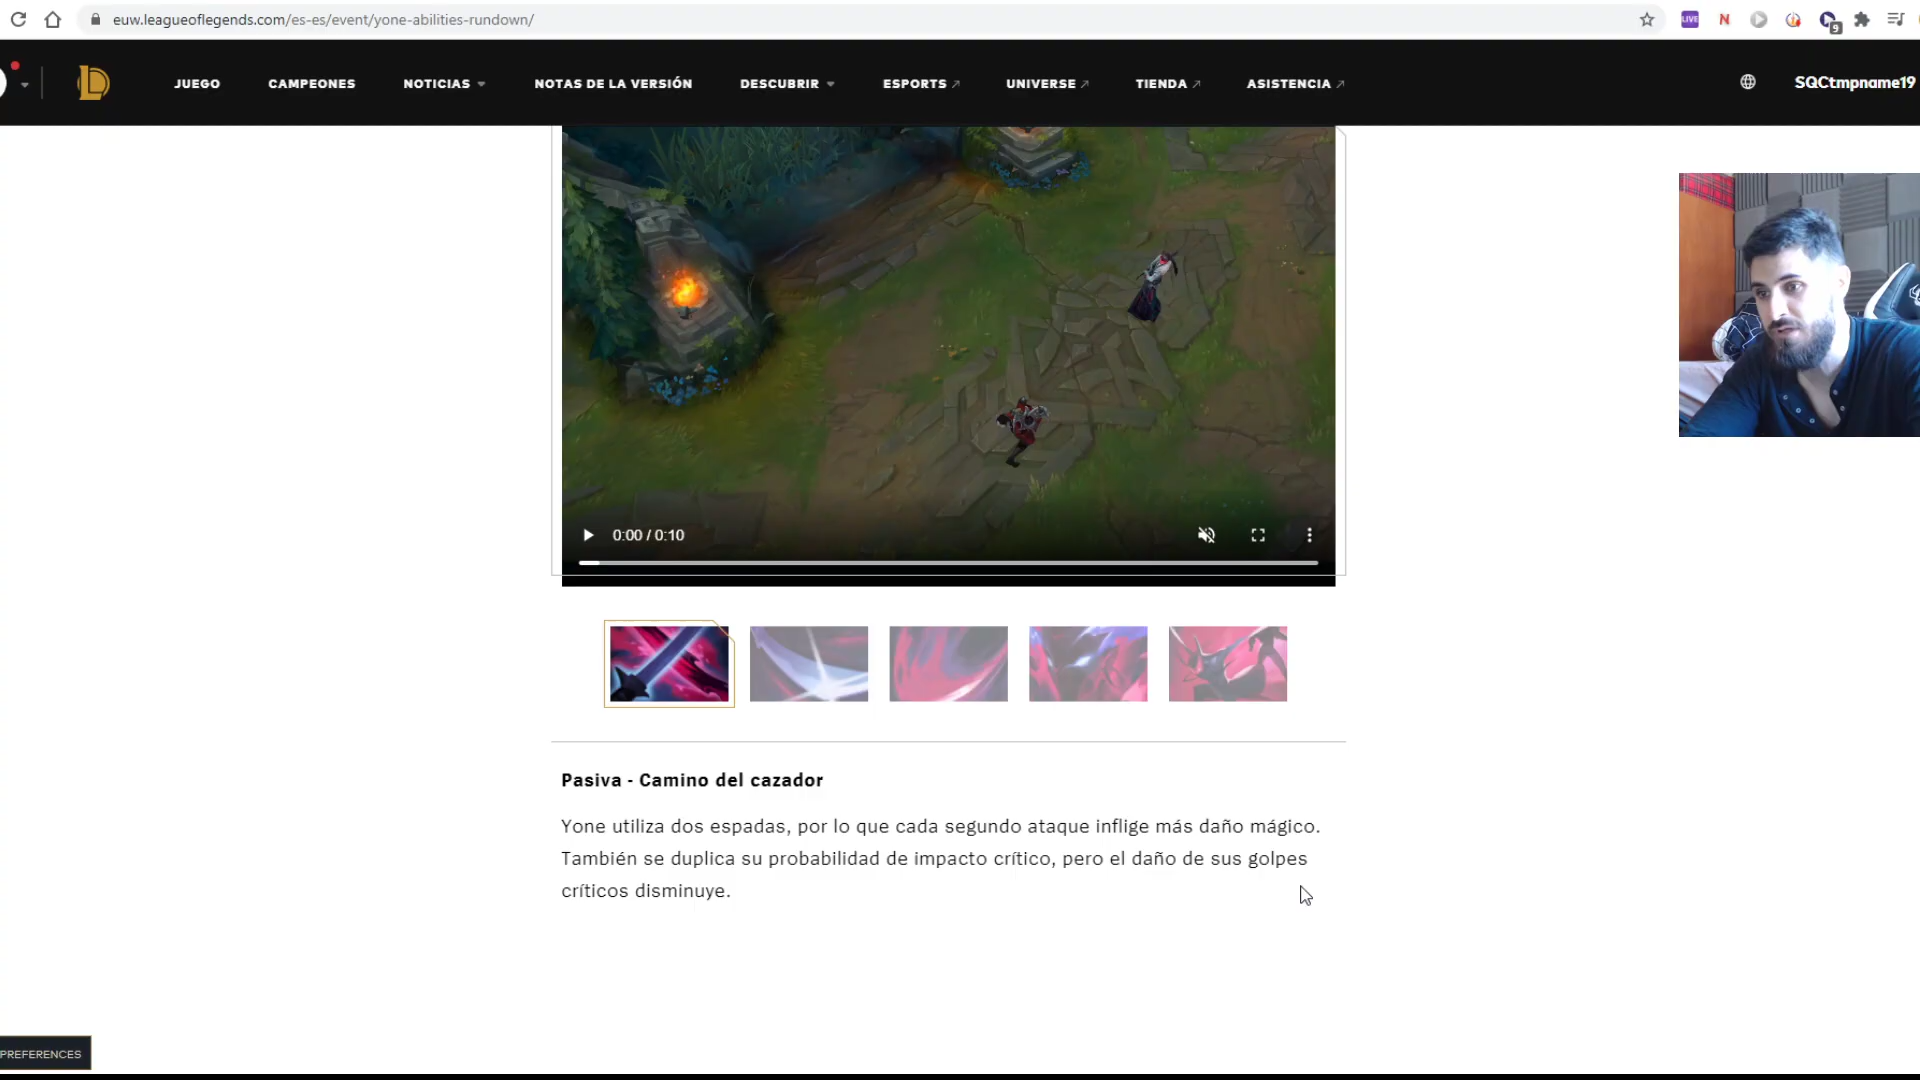 euw.leagueoflegends.com/es-es/event/yone-abilities-rundown/
LIVE N 9
JUEGO CAMPEONES NOTICIAS NOTAS DE LA VERSIÓN DESCUBRIR ESPORTS UNIVERSE TIENDA ASISTENCIA SQCtmpname19
0:00 / 0:10
Pasiva - Camino del cazador
Yone utiliza dos espadas, por lo que cada segundo ataque inflige más daño mágico.
También se duplica su probabilidad de impacto crítico, pero el daño de sus golpes
críticos disminuye.
PREFERENCES